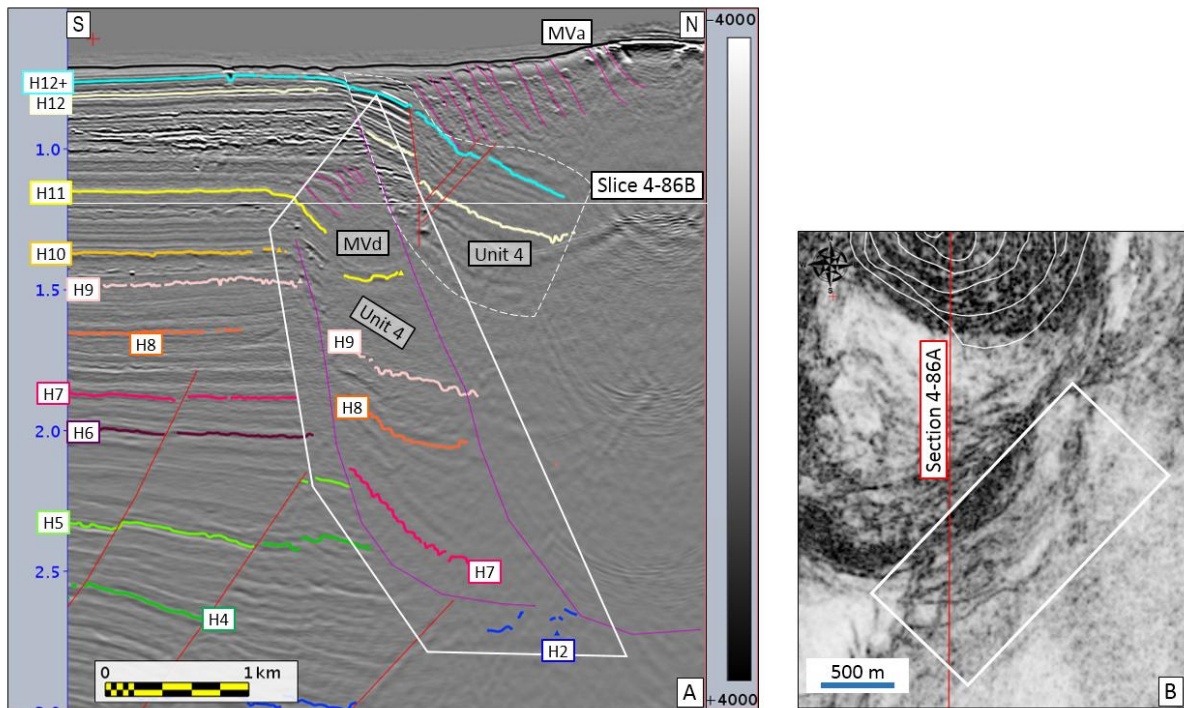 S
N
MVa
−4000
H12+
H12
1.0
Slice 4-86B
H11
MVd
Unit 4
H10
H9
1.5
Unit 4
H8
H9
H7
H8
H6
2.0
H5
2.5
H7
H4
H2
0 1km
A
+4000
S
Section 4-86A
500 m
B